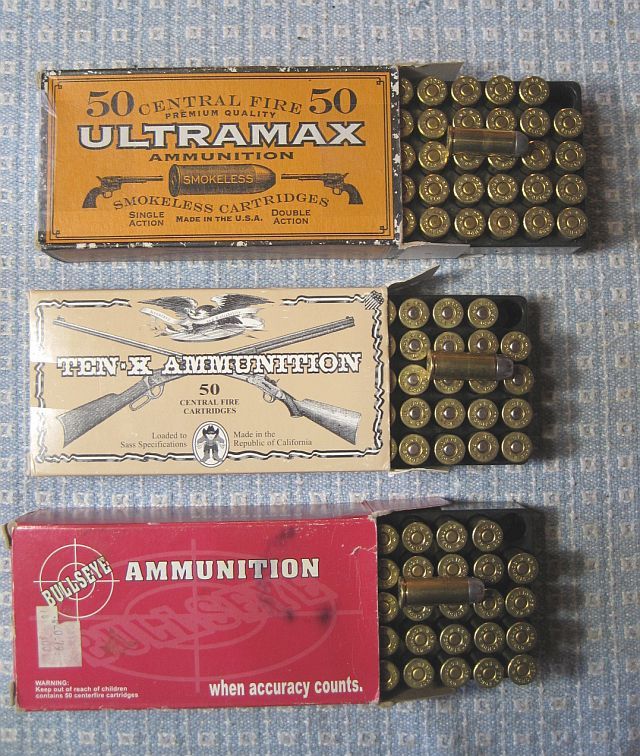 50 CENTRAL FIRE 50
PREMIUM QUALITY
ULTRAMAX
AMMUNITION
SMOKELESS
SMOKELESS CARTRIDGES
SINGLE ACTION
MADE IN THE U.S.A.
DOUBLE ACTION
TEN-X AMMUNITION
50
CENTRAL FIRE
CARTRIDGES
Loaded to
Sass Specifications
Made in the
Republic of California
BULLSEYE
AMMUNITION
BULLSEYE
WARNING:
Keep out of reach of children
contains 50 centerfire cartridges
when accuracy counts.